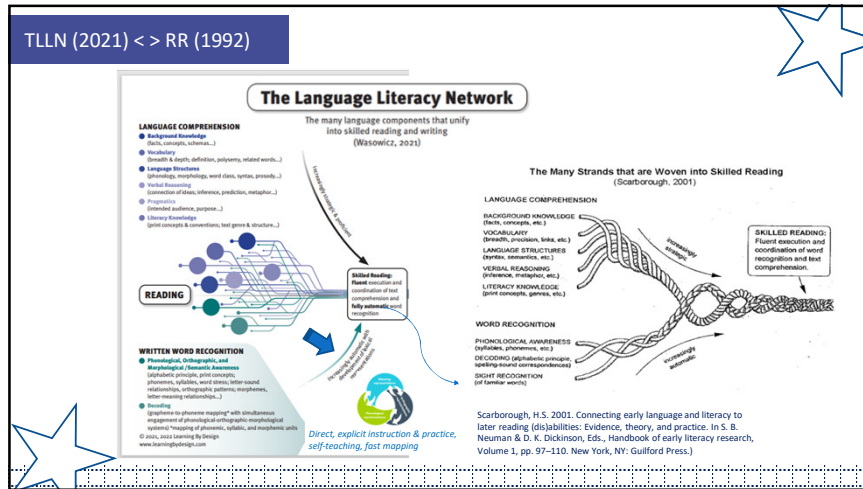 TLLN (2021) < > RR (1992)
The Language Literacy Network
The many language components that unify
into skilled reading and writing
(Wasowicz, 2021)
LANGUAGE COMPREHENSION
Background Knowledge
(facts, concepts, schemas...)
Vocabulary
(breadth & depth; definition, polysemy, related words...)
Language Structures
(phonology, morphology, word class, syntax, prosody...)
Verbal Reasoning
(connection of ideas; inference, prediction, metaphor...)
Pragmatics
(intended audience, purpose...)
Literacy Knowledge
(print concepts & conventions; text genre & structure...)
increasingly strategic & proficient
READING
Skilled Reading:
fluent execution and
coordination of text
comprehension and
fully automatic word
recognition
WRITTEN WORD RECOGNITION
Phonological, Orthographic, and
Morphological /Semantic Awareness
(alphabetic principle, print concepts;
phonemes, syllables, word stress; letter-sound
relationships, orthographic patterns; morphemes,
letter-meaning relationships...)
Decoding
(grapheme-to-phoneme mapping* with simultaneous
engagement of phonological-orthographic-morphological
systems) *mapping of phonemic, syllabic, and morphemic units
© 2021, 2022 Learning By Design
www.learningbydesign.com
Increasingly automatic with
development of lexical
representations
Direct, explicit instruction & practice,
self-teaching, fast mapping
The Many Strands that are Woven into Skilled Reading
(Scarborough, 2001)
LANGUAGE COMPREHENSION
BACKGROUND KNOWLEDGE
(facts, concepts, etc.)
VOCABULARY
(breadth, precision, links, etc.)
LANGUAGE STRUCTURES
(syntax, semantics, etc.)
VERBAL REASONING
(inference, metaphor, etc.)
LITERACY KNOWLEDGE
(print concepts, genres, etc.)
increasingly
strategic
SKILLED READING:
Fluent execution and
coordination of word
recognition and text
comprehension.
WORD RECOGNITION
PHONOLOGICAL AWARENESS
(syllables, phonemes, etc.)
DECODING (alphabetic principle,
spelling-sound correspondences)
SIGHT RECOGNITION
(of familiar words)
increasingly
automatic
Scarborough, H.S. 2001. Connecting early language and literacy to
later reading (dis)abilities: Evidence, theory, and practice. In S. B.
Neuman & D. K. Dickinson, Eds., Handbook of early literacy research,
Volume 1, pp. 97–110. New York, NY: Guilford Press.)